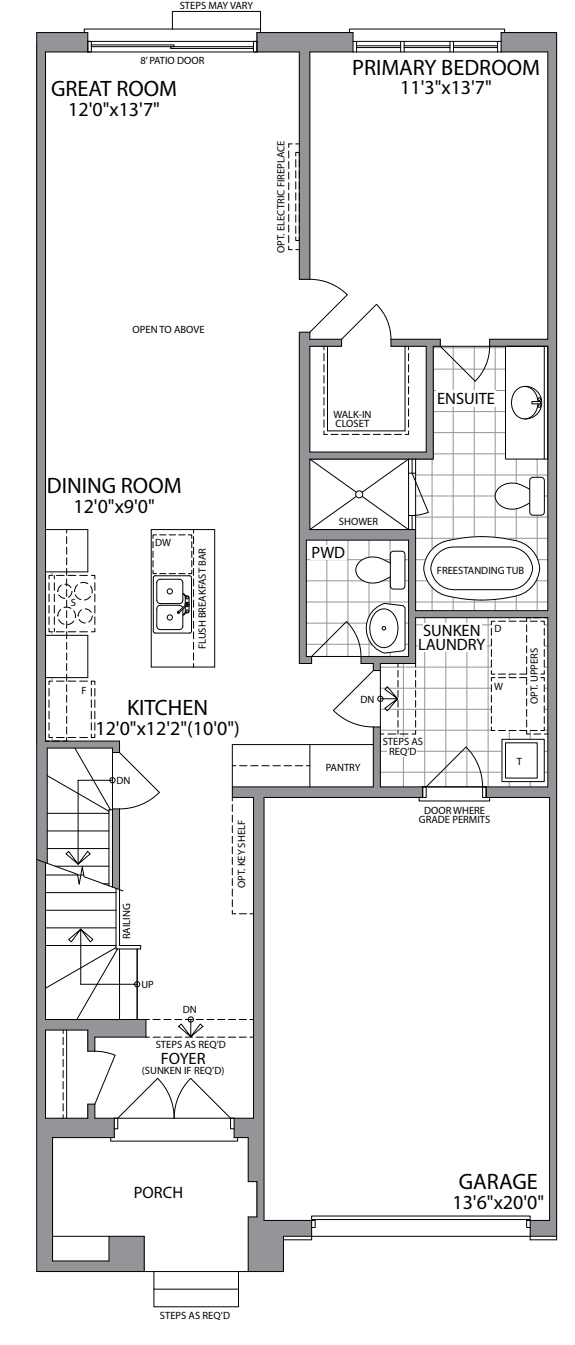 STEPS MAY VARY
8' PATIO DOOR
GREAT ROOM
12'0"x13'7"
PRIMARY BEDROOM
11'3"x13'7"
OPT. ELECTRIC FIREPLACE
OPEN TO ABOVE
WALK-IN
CLOSET
ENSUITE
DINING ROOM
12'0"x9'0"
SHOWER
DW
FLUSH BREAKFAST BAR
PWD
FREESTANDING TUB
S
F
SUNKEN
LAUNDRY
D
W
OPT. UPPERS
DN
KITCHEN
12'0"x12'2"(10'0")
STEPS AS
REQ'D
PANTRY
T
DN
DOOR WHERE
GRADE PERMITS
OPT. KEY SHELF
RAILING
UP
DN
STEPS AS REQ'D
FOYER
(SUNKEN IF REQ'D)
PORCH
GARAGE
13'6"x20'0"
STEPS AS REQ'D